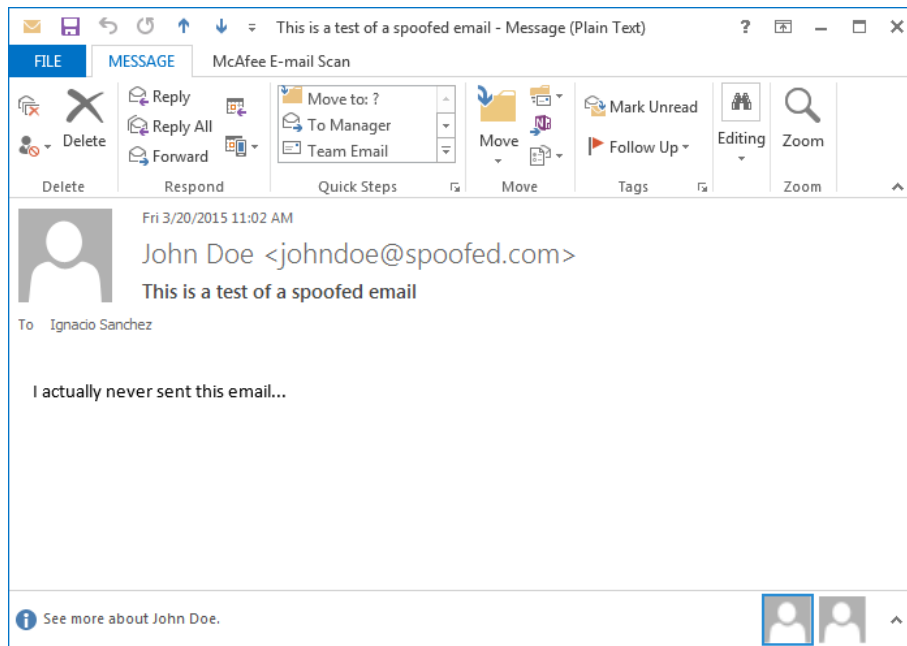 This is a test of a spoofed email - Message (Plain Text) ?
FILE MESSAGE McAfee E-mail Scan
Delete
Reply
Reply All
Forward
Move to: ?
To Manager
Team Email
Move
Mark Unread
Follow Up
Editing
Zoom
Delete Respond Quick Steps Move Tags Zoom
Fri 3/20/2015 11:02 AM
John Doe <johndoe@spoofed.com>
This is a test of a spoofed email
To Ignacio Sanchez
I actually never sent this email...
See more about John Doe.